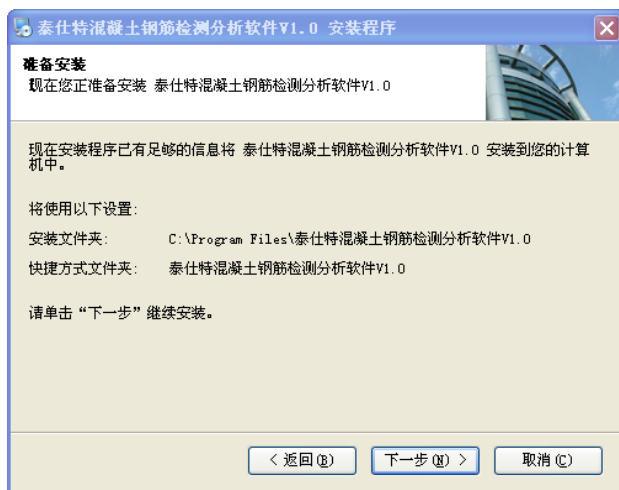 泰仕特混凝土钢筋检测分析软件V1.0 安装程序
准备安装
现在您正准备安装 泰仕特混凝土钢筋检测分析软件V1.0
现在安装程序已有足够的信息将 泰仕特混凝土钢筋检测分析软件V1.0 安装到您的计算
机中。
将使用以下设置:
安装文件夹: C:\Program Files\泰仕特混凝土钢筋检测分析软件V1.0
快捷方式文件夹: 泰仕特混凝土钢筋检测分析软件V1.0
请单击“下一步”继续安装。
< 返回(B) 下一步(N) > 取消(C)